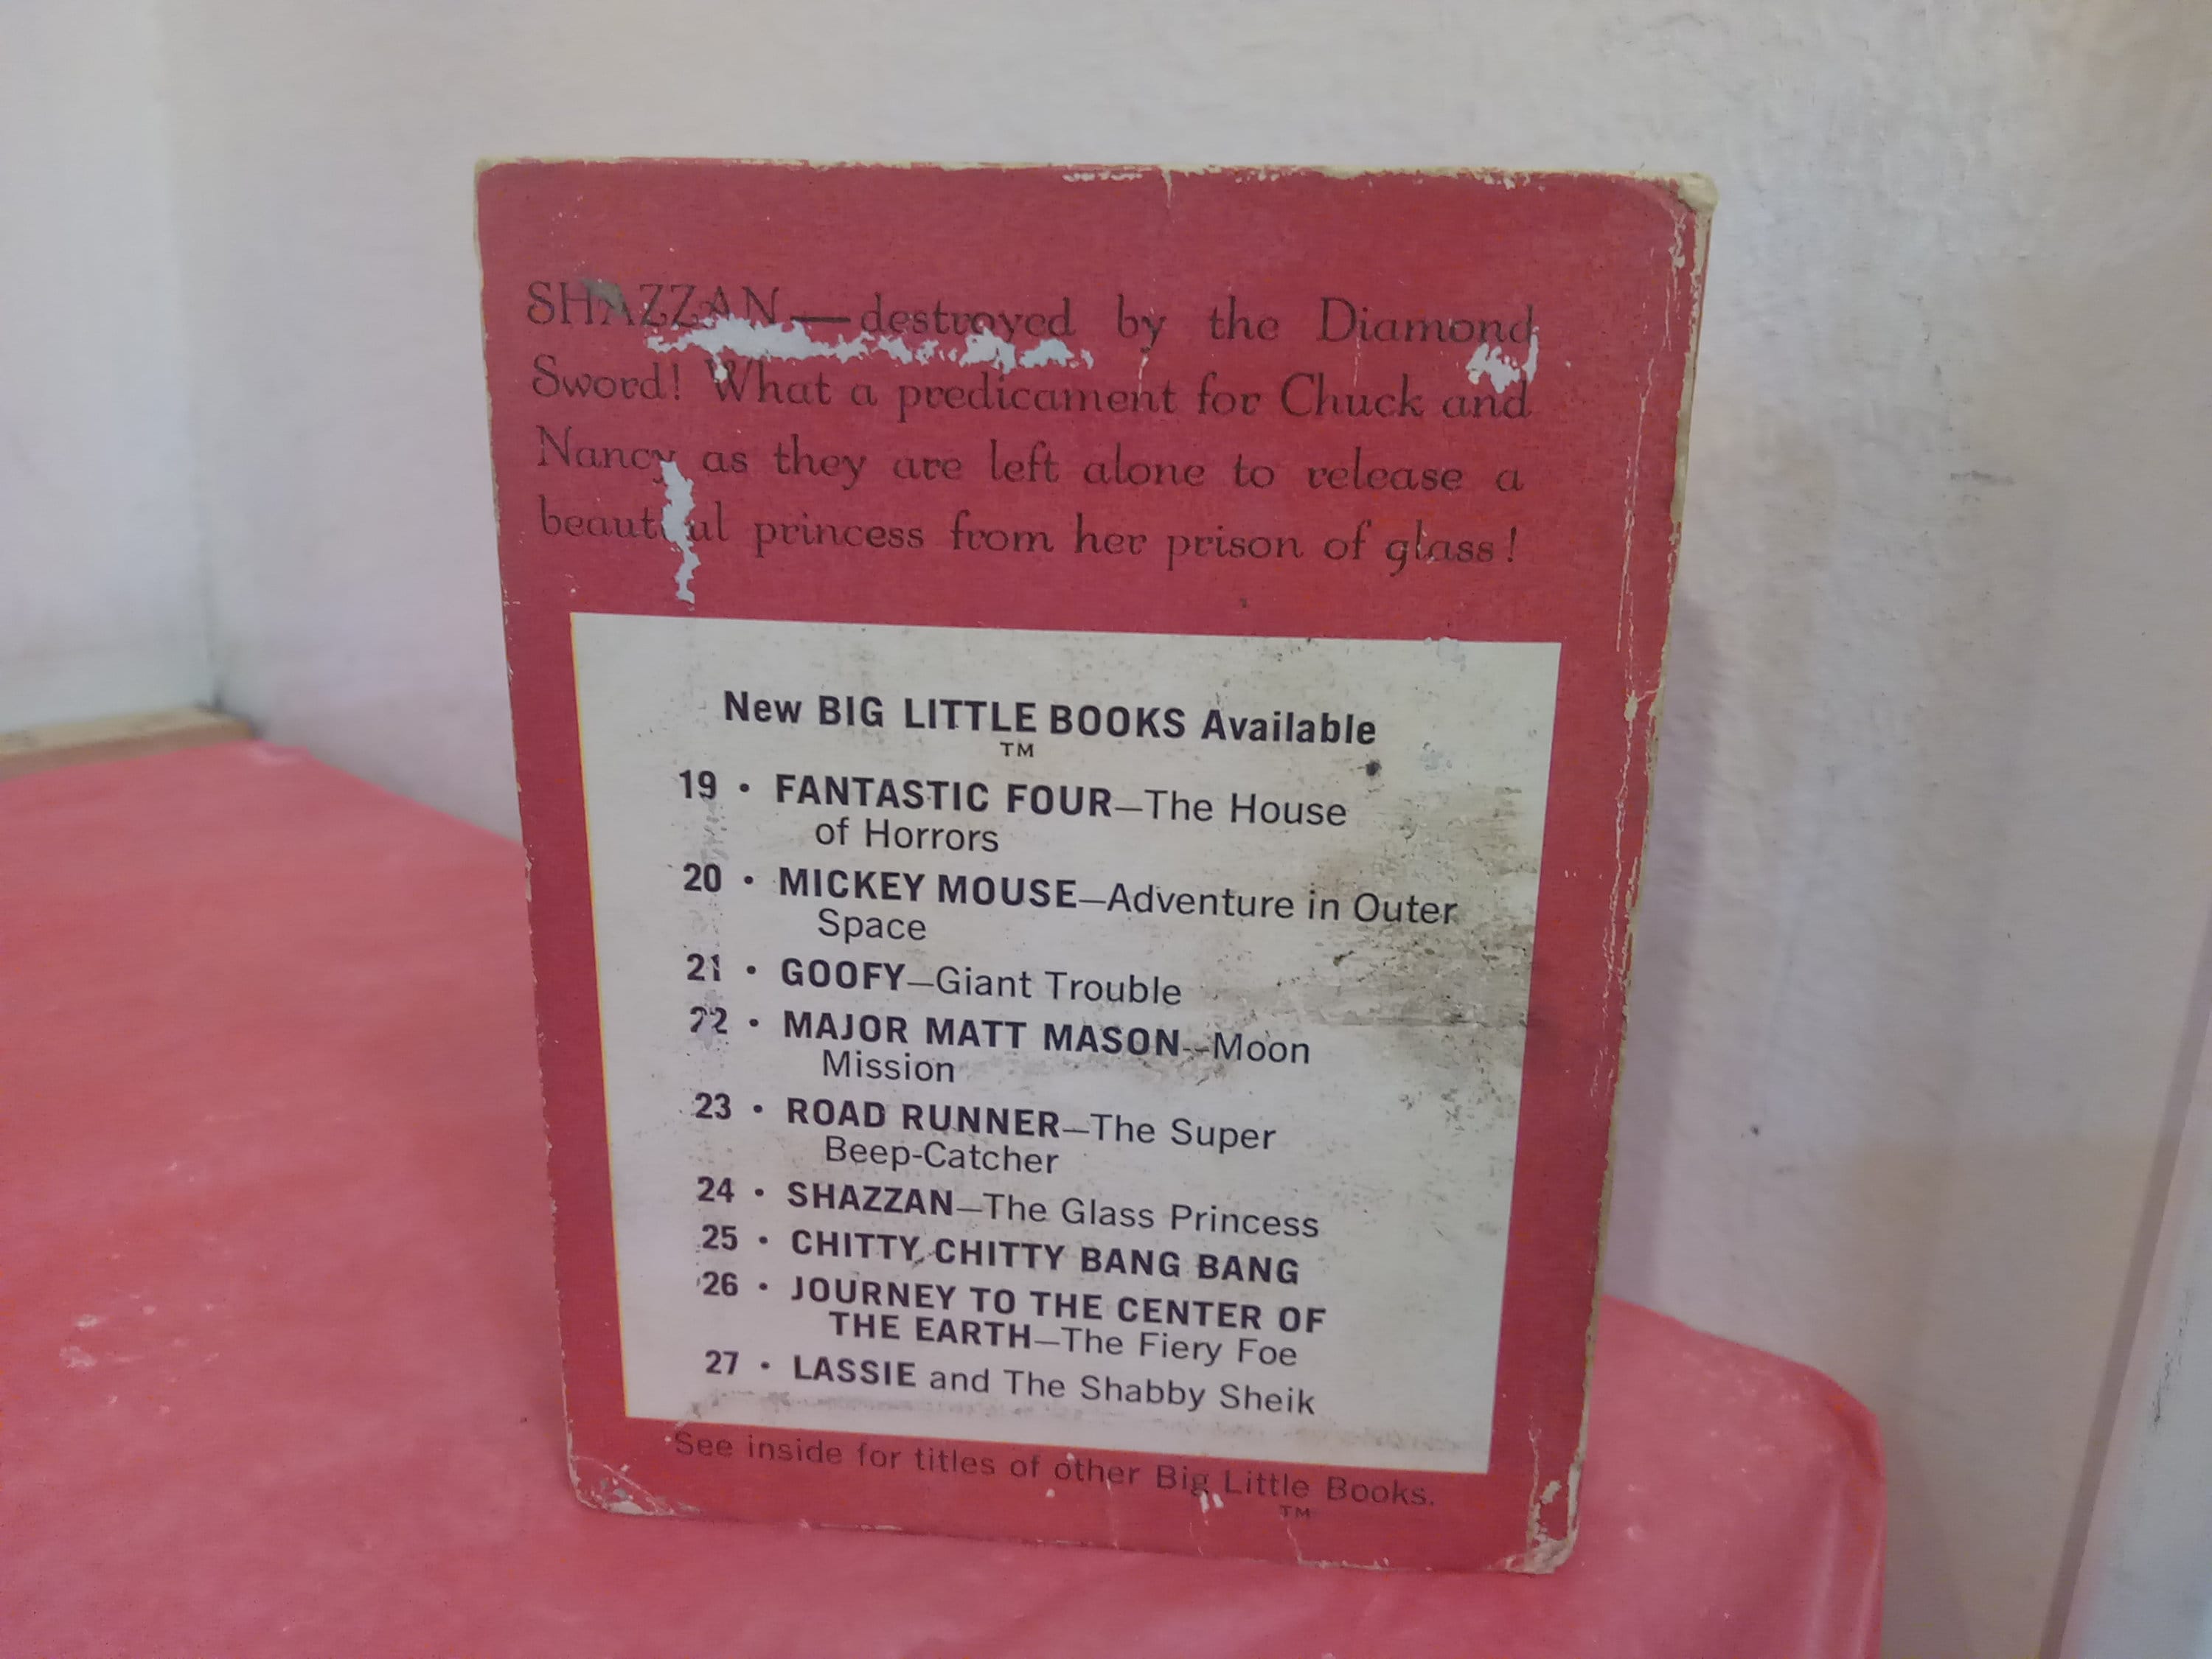 SHAZZAN—destroyed by the Diamond
Sword! What a predicament for Chuck and
Nancy as they are left alone to release a
beautiful princess from her prison of glass!
New BIG LITTLE BOOKS Available
TM
19 • FANTASTIC FOUR—The House
of Horrors
20 • MICKEY MOUSE—Adventure in Outer
Space
21 • GOOFY—Giant Trouble
22 • MAJOR MATT MASON—Moon
Mission
23 • ROAD RUNNER—The Super
Beep-Catcher
24 • SHAZZAN—The Glass Princess
25 • CHITTY CHITTY BANG BANG
26 • JOURNEY TO THE CENTER OF
THE EARTH—The Fiery Foe
27 • LASSIE and The Shabby Sheik
See inside for titles of other Big Little Books.
TM